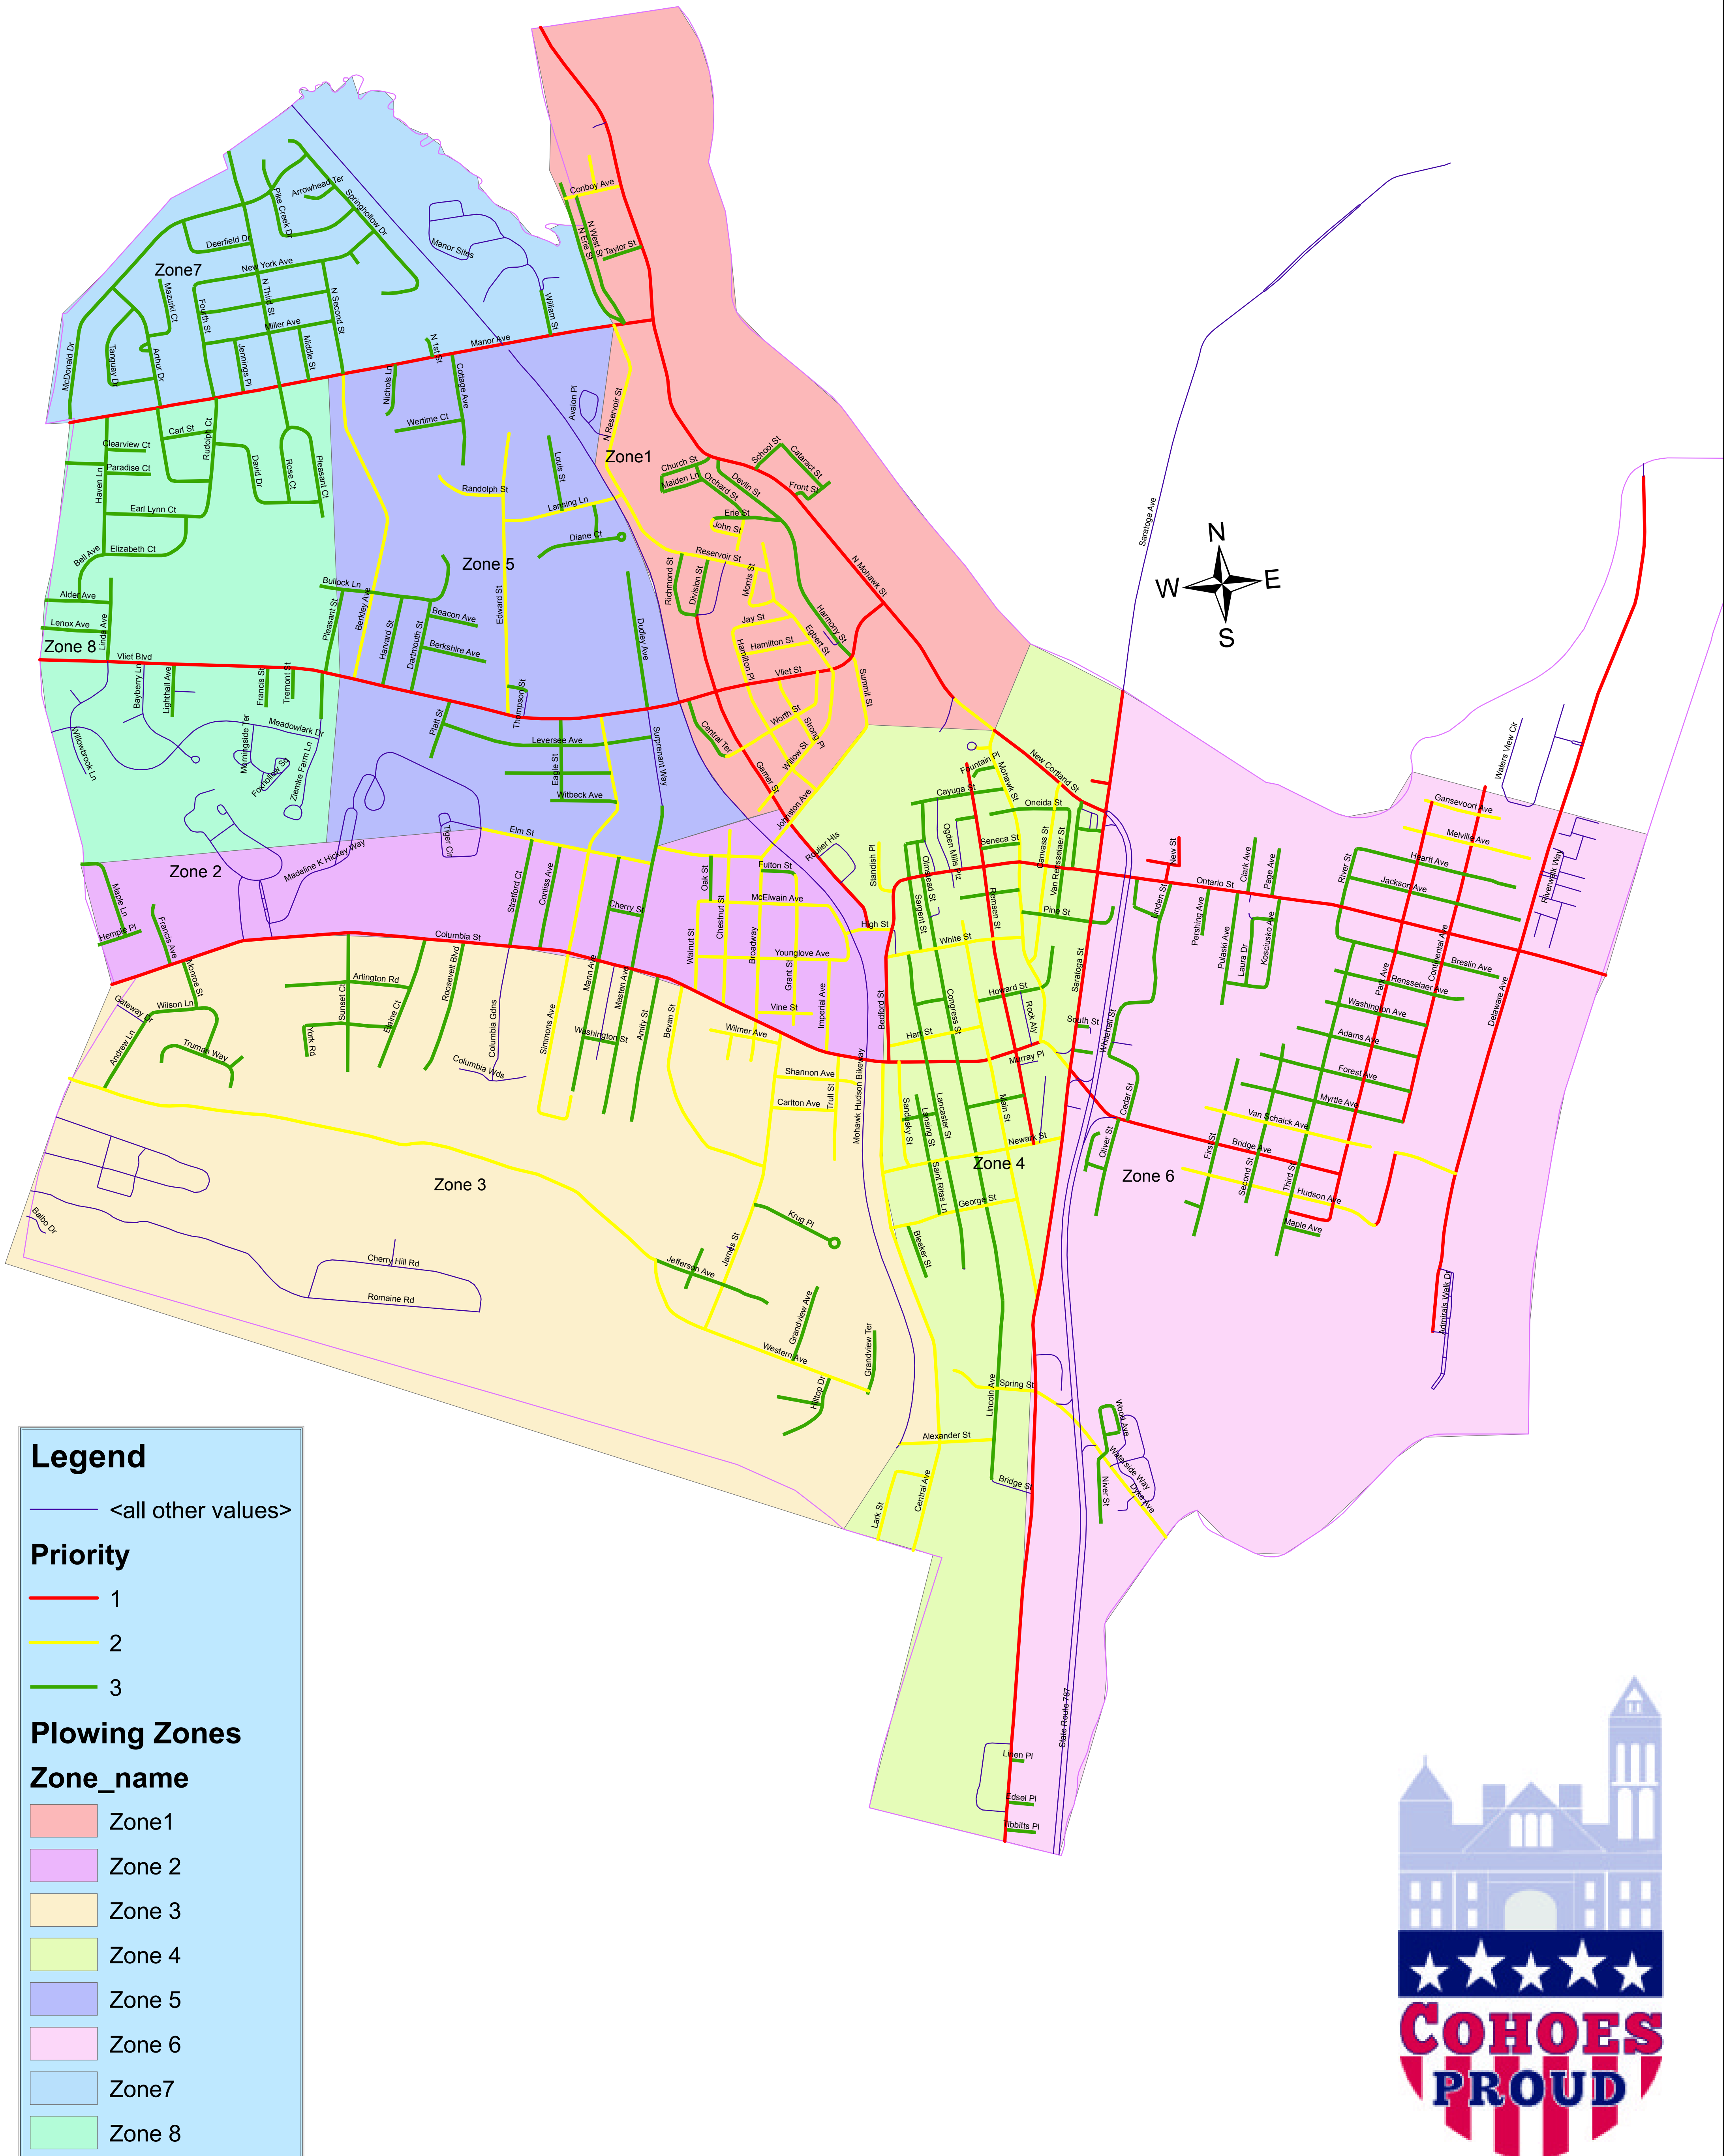 Conboy Ave
N West St
N Erie St
Taylor St
Arrowhead Ter
Pike Creek Dr
Springhollow Dr
Deerfield Dr
Manor Sites
New York Ave
Zone7
Mazurki Ct
Fourth St
N Third St
N Second St
William St
Miller Ave
Middle St
Jennings Pl
McDonald Dr
Tanguay Dr
Arthur Dr
N 1st St
Manor Ave
Nichols Ln
Cottage Ave
Wertime Ct
Avalon Pl
N Reservoir St
Carl St
Clearview Ct
Rudolph Ct
Paradise Ct
Haven Ln
David Dr
Rose Ct
Pleasant Ct
Earl Lynn Ct
Bell Ave
Elizabeth Ct
Alder Ave
Lenox Ave
Linda Ave
Zone 8
Vliet Blvd
Louis St
Randolph St
Lansing Ln
Diane Ct
Zone 5
Bullock Ln
Pleasant St
Berkley Ave
Harvard St
Dartmouth St
Beacon Ave
Berkshire Ave
Edward St
Dudley Ave
Zone1
Church St
Maiden Ln
Orchard St
Devlin St
School St
Cataract St
Front St
Erie St
John St
Reservoir St
Richmond St
Division St
Morris St
N Mohawk St
Harmony St
Jay St
Hamilton St
Hamilton Pl
Egbert St
Vliet St
Summit St
Worth St
Strong Pl
Willow St
Central Ter
Garner St
Johnston Ave
Saratoga Ave
N
W
E
S
Bayberry Ln
Lighthall Ave
Francis St
Tremont St
Willowbrook Ln
Morningside Ter
Meadowlark Dr
Foxhollow Sq
Ziemke Farm Ln
Platt St
Thompson St
Leversee Ave
Eagle St
Witbeck Ave
Surprenant Way
Elm St
Tiger Cir
Madeline K Hickey Way
Zone 2
Maple Ln
Hemple Pl
Francis Ave
Columbia St
Stratford Ct
Corliss Ave
Cherry St
Oak St
Fulton St
Roulier Hts
Chestnut St
McElwain Ave
Walnut St
Broadway
Younglove Ave
Grant St
Vine St
Imperial Ave
High St
Standish Pl
Fountain Pl
New Cortland St
Mohawk St
Cayuga St
Oneida St
Ogden Mills Plz
Seneca St
Canvass St
Van Rensselaer St
Olmstead St
Sargent St
Remsen St
Pine St
White St
Bedford St
Congress St
Howard St
Rock Aly
Saratoga St
South St
Whitehall St
Hart St
Murray Pl
Lancaster St
Lansing St
Sandusky St
Main St
Newark St
Zone 4
Saint Ritas Ln
George St
Bleeker St
Monroe St
Gateway Dr
Wilson Ln
Andrew Ln
Truman Way
Arlington Rd
Sunset Ct
York Rd
Elaine Ct
Roosevelt Blvd
Columbia Gdns
Columbia Wds
Simmons Ave
Mann Ave
Masten Ave
Washington St
Amity St
Bevan St
Wilmer Ave
Shannon Ave
Carlton Ave
Trull St
Mohawk Hudson Bikeway
Zone 3
Balbo Dr
Cherry Hill Rd
Romaine Rd
Krug Pl
James St
Jefferson Ave
Grandview Ave
Grandview Ter
Western Ave
Hilltop Dr
Spring St
Lincoln Ave
Alexander St
Central Ave
Lark St
Bridge St
Wood Ave
Waterside Way
Niver St
Dyke Ave
State Route 787
Linen Pl
Edsel Pl
Tibbitts Pl
Waters View Cir
Gansevoort Ave
Melville Ave
Heartt Ave
Jackson Ave
River St
Riverwalk Way
New St
Clark Ave
Page Ave
Ontario St
Linden St
Pershing Ave
Pulaski Ave
Laura Dr
Kosciusko Ave
Breslin Ave
Continental Ave
Rensselaer Ave
Park Ave
Washington Ave
Adams Ave
Delaware Ave
Forest Ave
Myrtle Ave
Van Schaick Ave
Cedar St
Oliver St
Zone 6
First St
Bridge Ave
Second St
Third St
Hudson Ave
Maple Ave
Admirals Walk Dr
Legend
<all other values>
Priority
1
2
3
Plowing Zones
Zone_name
Zone1
Zone 2
Zone 3
Zone 4
Zone 5
Zone 6
Zone7
Zone 8
COHOES
PROUD